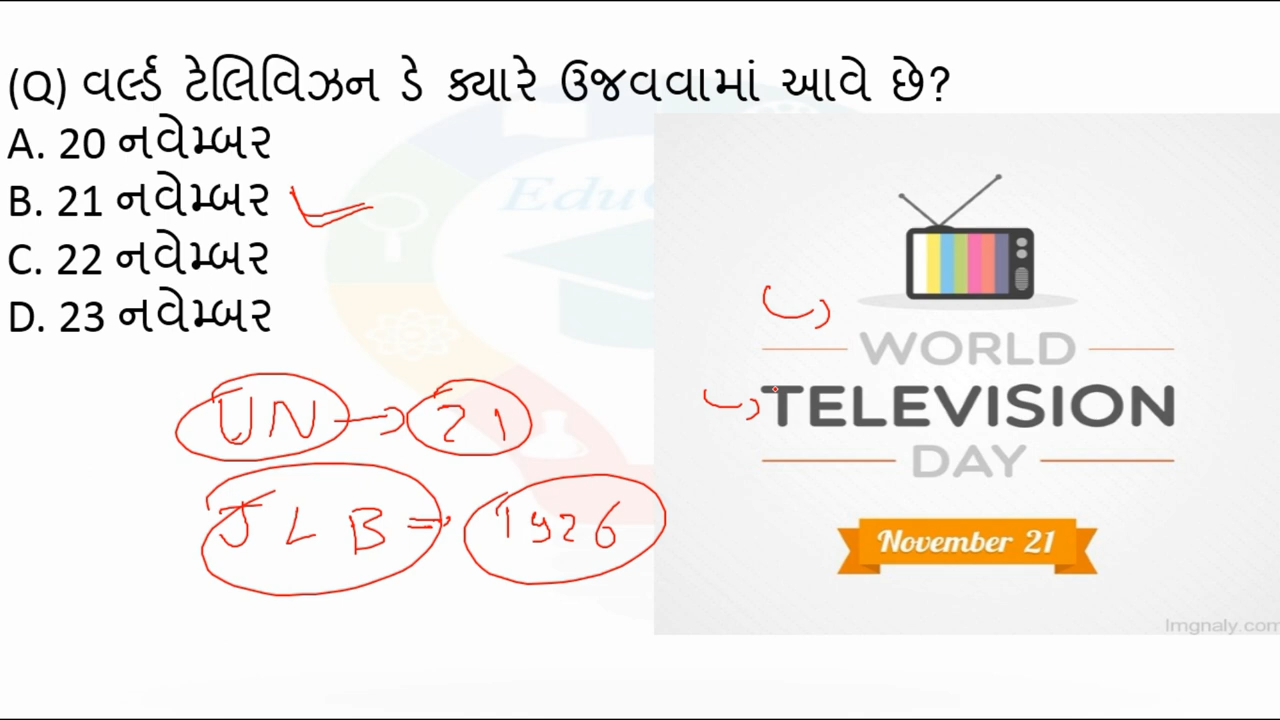 (Q) વર્લ્ડ ટેલિવિઝન ડે ક્યારે ઉજવવામાં આવે છે?
A. 20 નવેમ્બર
B. 21 નવેમ્બર
C. 22 નવેમ્બર
D. 23 નવેમ્બર
UN → 21
JLB ⇒ 1926
WORLD
TELEVISION
DAY
November 21
Imgnaly.com